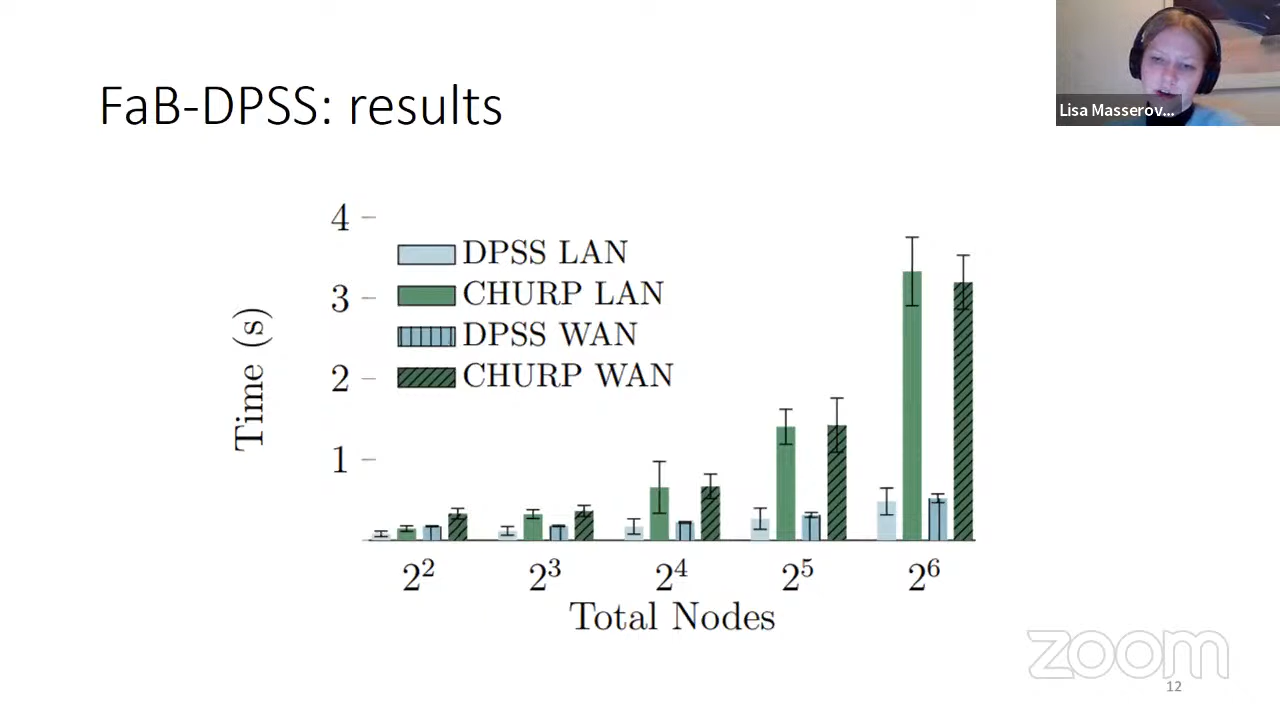 FaB-DPSS: results
Lisa Masserov...
4
3
2
1
Time (s)
DPSS LAN
CHURP LAN
DPSS WAN
CHURP WAN
2² 2³ 2⁴ 2⁵ 2⁶
Total Nodes
zoom
12